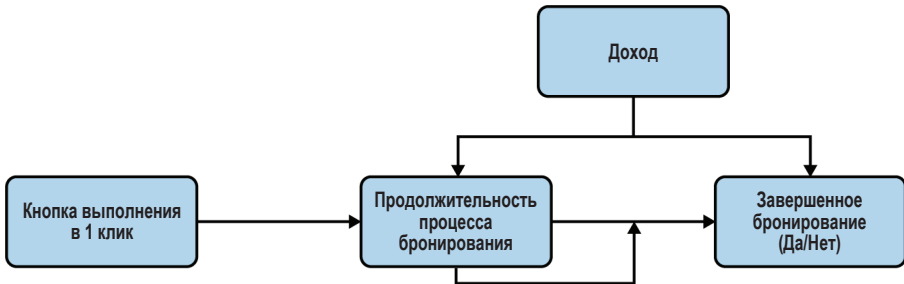 Доход
Кнопка выполнения
в 1 клик
Продолжительность
процесса
бронирования
Завершенное
бронирование
(Да/Нет)